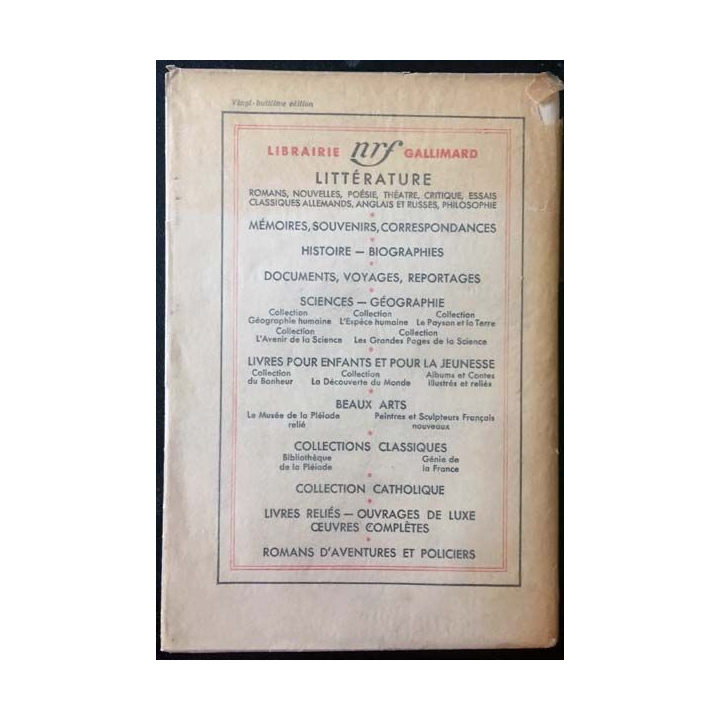 Vingt-huitième édition
LIBRAIRIE nrf GALLIMARD
LITTÉRATURE
ROMANS, NOUVELLES, POÉSIE, THÉATRE, CRITIQUE, ESSAIS
CLASSIQUES ALLEMANDS, ANGLAIS ET RUSSES, PHILOSOPHIE
MÉMOIRES, SOUVENIRS, CORRESPONDANCES
HISTOIRE — BIOGRAPHIES
DOCUMENTS, VOYAGES, REPORTAGES
SCIENCES — GÉOGRAPHIE
Collection Collection Collection
Géographie humaine L'Espèce humaine Le Paysan et la Terre
Collection Collection
L'Avenir de la Science Les Grandes Pages de la Science
LIVRES POUR ENFANTS ET POUR LA JEUNESSE
Collection Collection Albums et Contes
du Bonheur La Découverte du Monde illustrés et reliés
BEAUX ARTS
Le Musée de la Pléiade Peintres et Sculpteurs Français
relié nouveaux
COLLECTIONS CLASSIQUES
Bibliothèque Génie de
de la Pléiade la France
COLLECTION CATHOLIQUE
LIVRES RELIÉS — OUVRAGES DE LUXE
ŒUVRES COMPLÈTES
ROMANS D'AVENTURES ET POLICIERS